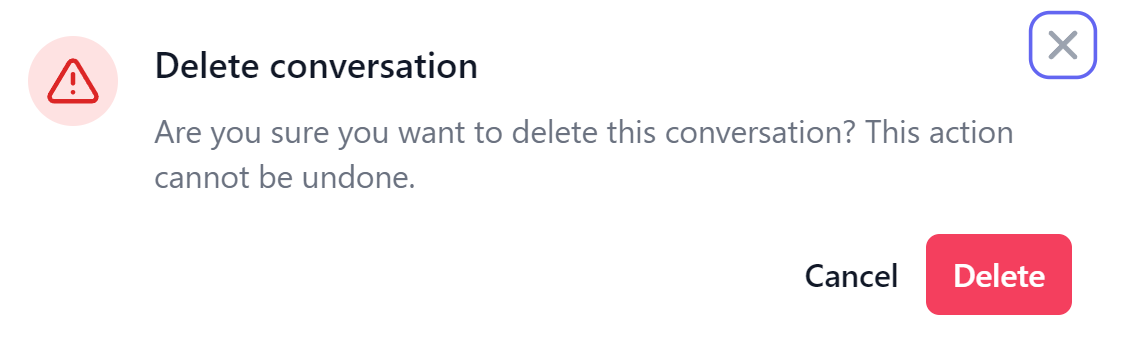 Delete conversation
Are you sure you want to delete this conversation? This action
cannot be undone.
Cancel
Delete